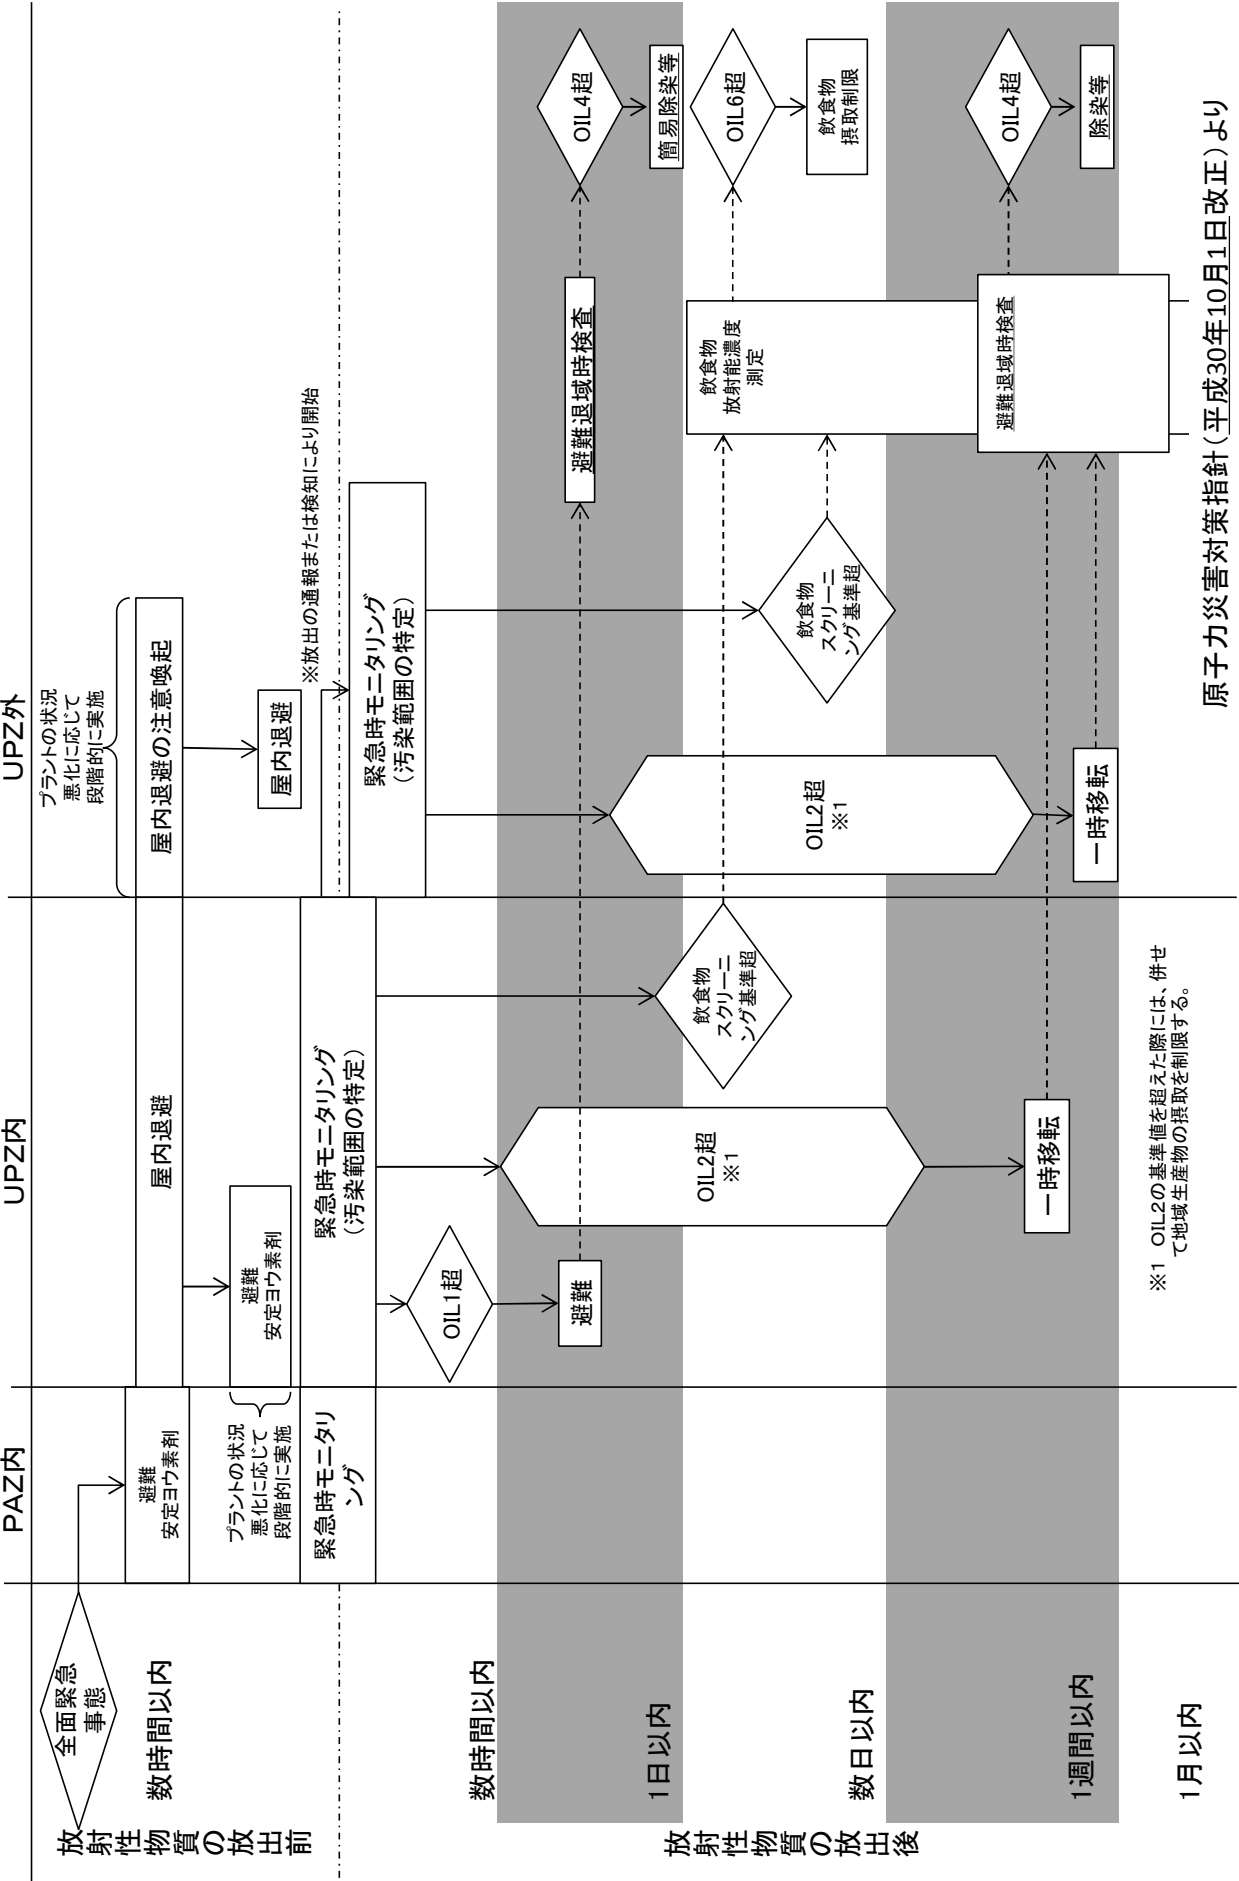 PAZ内
UPZ内
UPZ外
放射性物質の放出前
全面緊急
事態
数時間以内
避難
安定ヨウ素剤
屋内退避
屋内退避の注意喚起
プラントの状況
悪化に応じて
段階的に実施
プラントの状況
悪化に応じて
段階的に実施
避難
安定ヨウ素剤
屋内退避
※放出の通報または検知により開始
緊急時モニタリ
ング
緊急時モニタリング
（汚染範囲の特定）
緊急時モニタリング
（汚染範囲の特定）
放射性物質の放出後
数時間以内
OIL1超
1日以内
避難
避難退域時検査
OIL4超
簡易除染等
数日以内
OIL2超
※1
飲食物
スクリーニ
ング基準超
OIL2超
※1
飲食物
スクリーニ
ング基準超
飲食物
放射能濃度
測定
OIL6超
飲食物
摂取制限
1週間以内
一時移転
一時移転
避難退域時検査
OIL4超
除染等
1月以内
※1 OIL2の基準値を超えた際には、併せ
て地域生産物の摂取を制限する。
原子力災害対策指針（平成30年10月1日改正）より